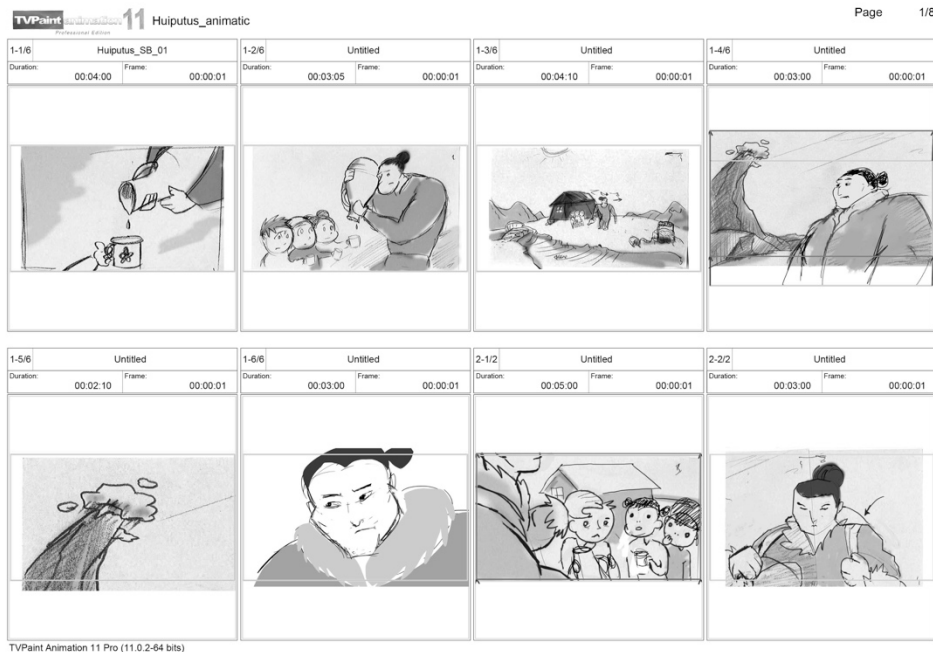 Page 1/8
TVPaint animation 11 Huiputus_animatic
Professional Edition
1-1/6 Huiputus_SB_01
Duration: 00:04:00 Frame: 00:00:01
1-2/6 Untitled
Duration: 00:03:05 Frame: 00:00:01
1-3/6 Untitled
Duration: 00:04:10 Frame: 00:00:01
1-4/6 Untitled
Duration: 00:03:00 Frame: 00:00:01
1-5/6 Untitled
Duration: 00:02:10 Frame: 00:00:01
1-6/6 Untitled
Duration: 00:03:00 Frame: 00:00:01
2-1/2 Untitled
Duration: 00:05:00 Frame: 00:00:01
2-2/2 Untitled
Duration: 00:03:00 Frame: 00:00:01
TVPaint Animation 11 Pro (11.0.2-64 bits)